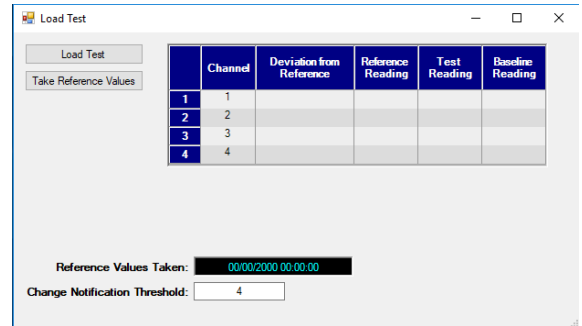 Load Test
Load Test
Take Reference Values
Channel Deviation from Reference Reference Reading Test Reading Baseline Reading
1 1
2 2
3 3
4 4
Reference Values Taken: 00/00/2000 00:00:00
Change Notification Threshold: 4